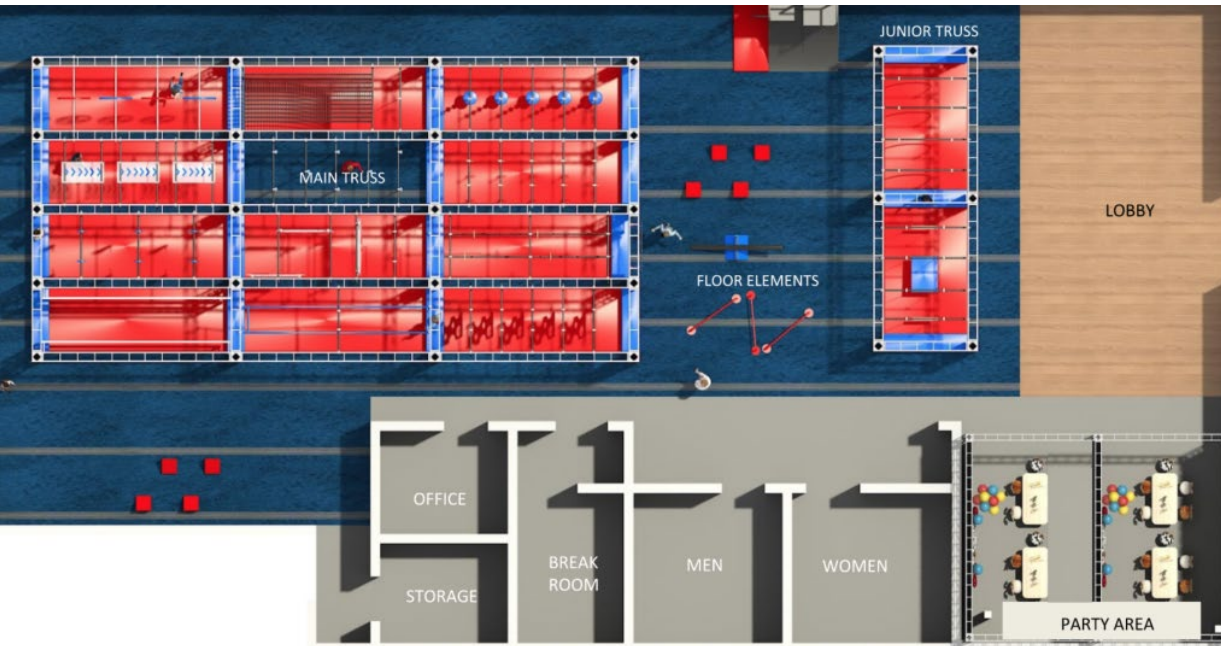 JUNIOR TRUSS
MAIN TRUSS
LOBBY
FLOOR ELEMENTS
OFFICE
BREAK
ROOM
MEN
WOMEN
STORAGE
PARTY AREA